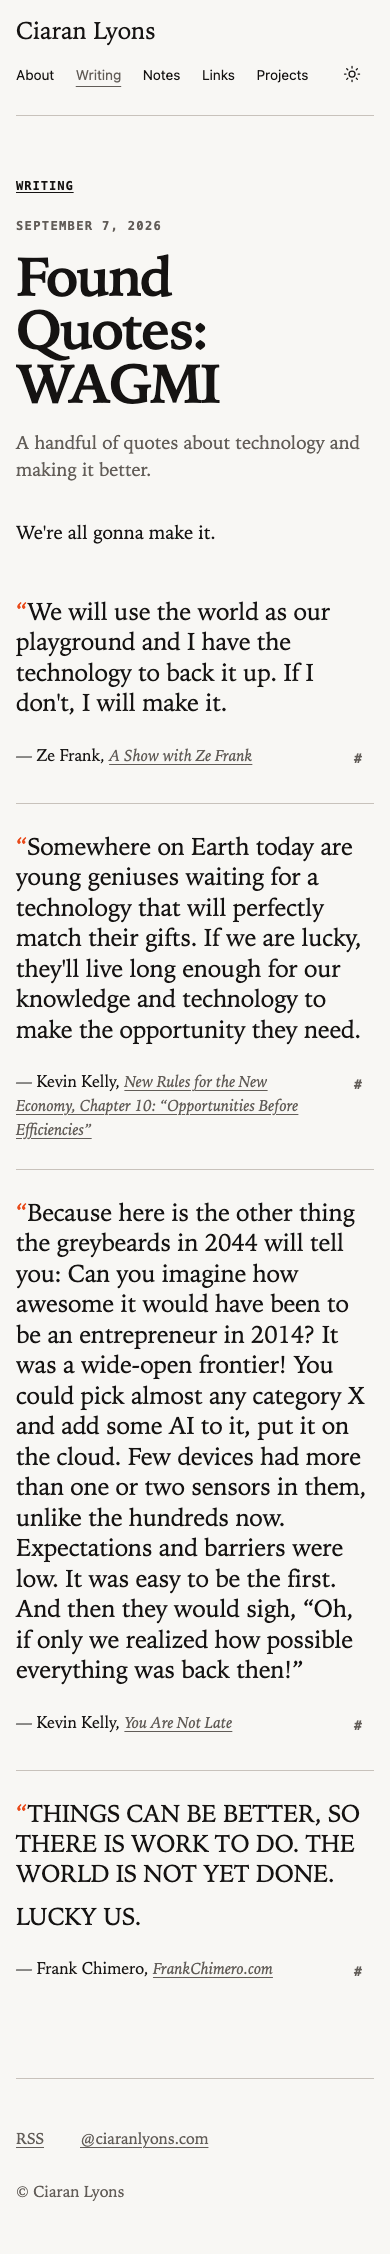 Ciaran Lyons
About Writing Notes Links Projects
WRITING
SEPTEMBER 7, 2026
Found
Quotes:
WAGMI
A handful of quotes about technology and
making it better.
We're all gonna make it.
“We will use the world as our
playground and I have the
technology to back it up. If I
don't, I will make it.
— Ze Frank, A Show with Ze Frank #
“Somewhere on Earth today are
young geniuses waiting for a
technology that will perfectly
match their gifts. If we are lucky,
they'll live long enough for our
knowledge and technology to
make the opportunity they need.
— Kevin Kelly, New Rules for the New #
Economy, Chapter 10: “Opportunities Before
Efficiencies”
“Because here is the other thing
the greybeards in 2044 will tell
you: Can you imagine how
awesome it would have been to
be an entrepreneur in 2014? It
was a wide-open frontier! You
could pick almost any category X
and add some AI to it, put it on
the cloud. Few devices had more
than one or two sensors in them,
unlike the hundreds now.
Expectations and barriers were
low. It was easy to be the first.
And then they would sigh, “Oh,
if only we realized how possible
everything was back then!”
— Kevin Kelly, You Are Not Late #
“THINGS CAN BE BETTER, SO
THERE IS WORK TO DO. THE
WORLD IS NOT YET DONE.
LUCKY US.
— Frank Chimero, FrankChimero.com #
RSS @ciaranlyons.com
© Ciaran Lyons